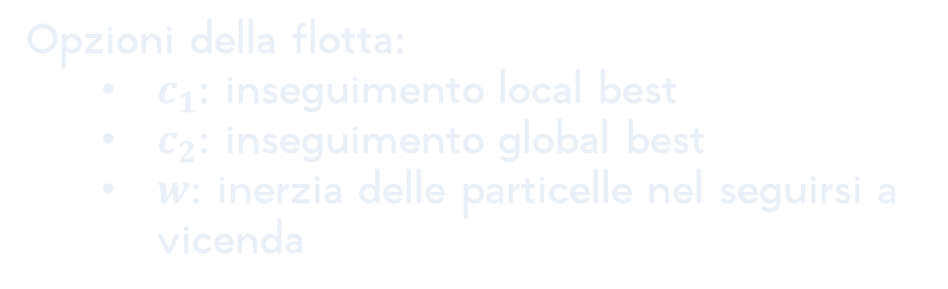 Opzioni della flotta:
• c₁: inseguimento local best
• c₂: inseguimento global best
• w: inerzia delle particelle nel seguirsi a
vicenda